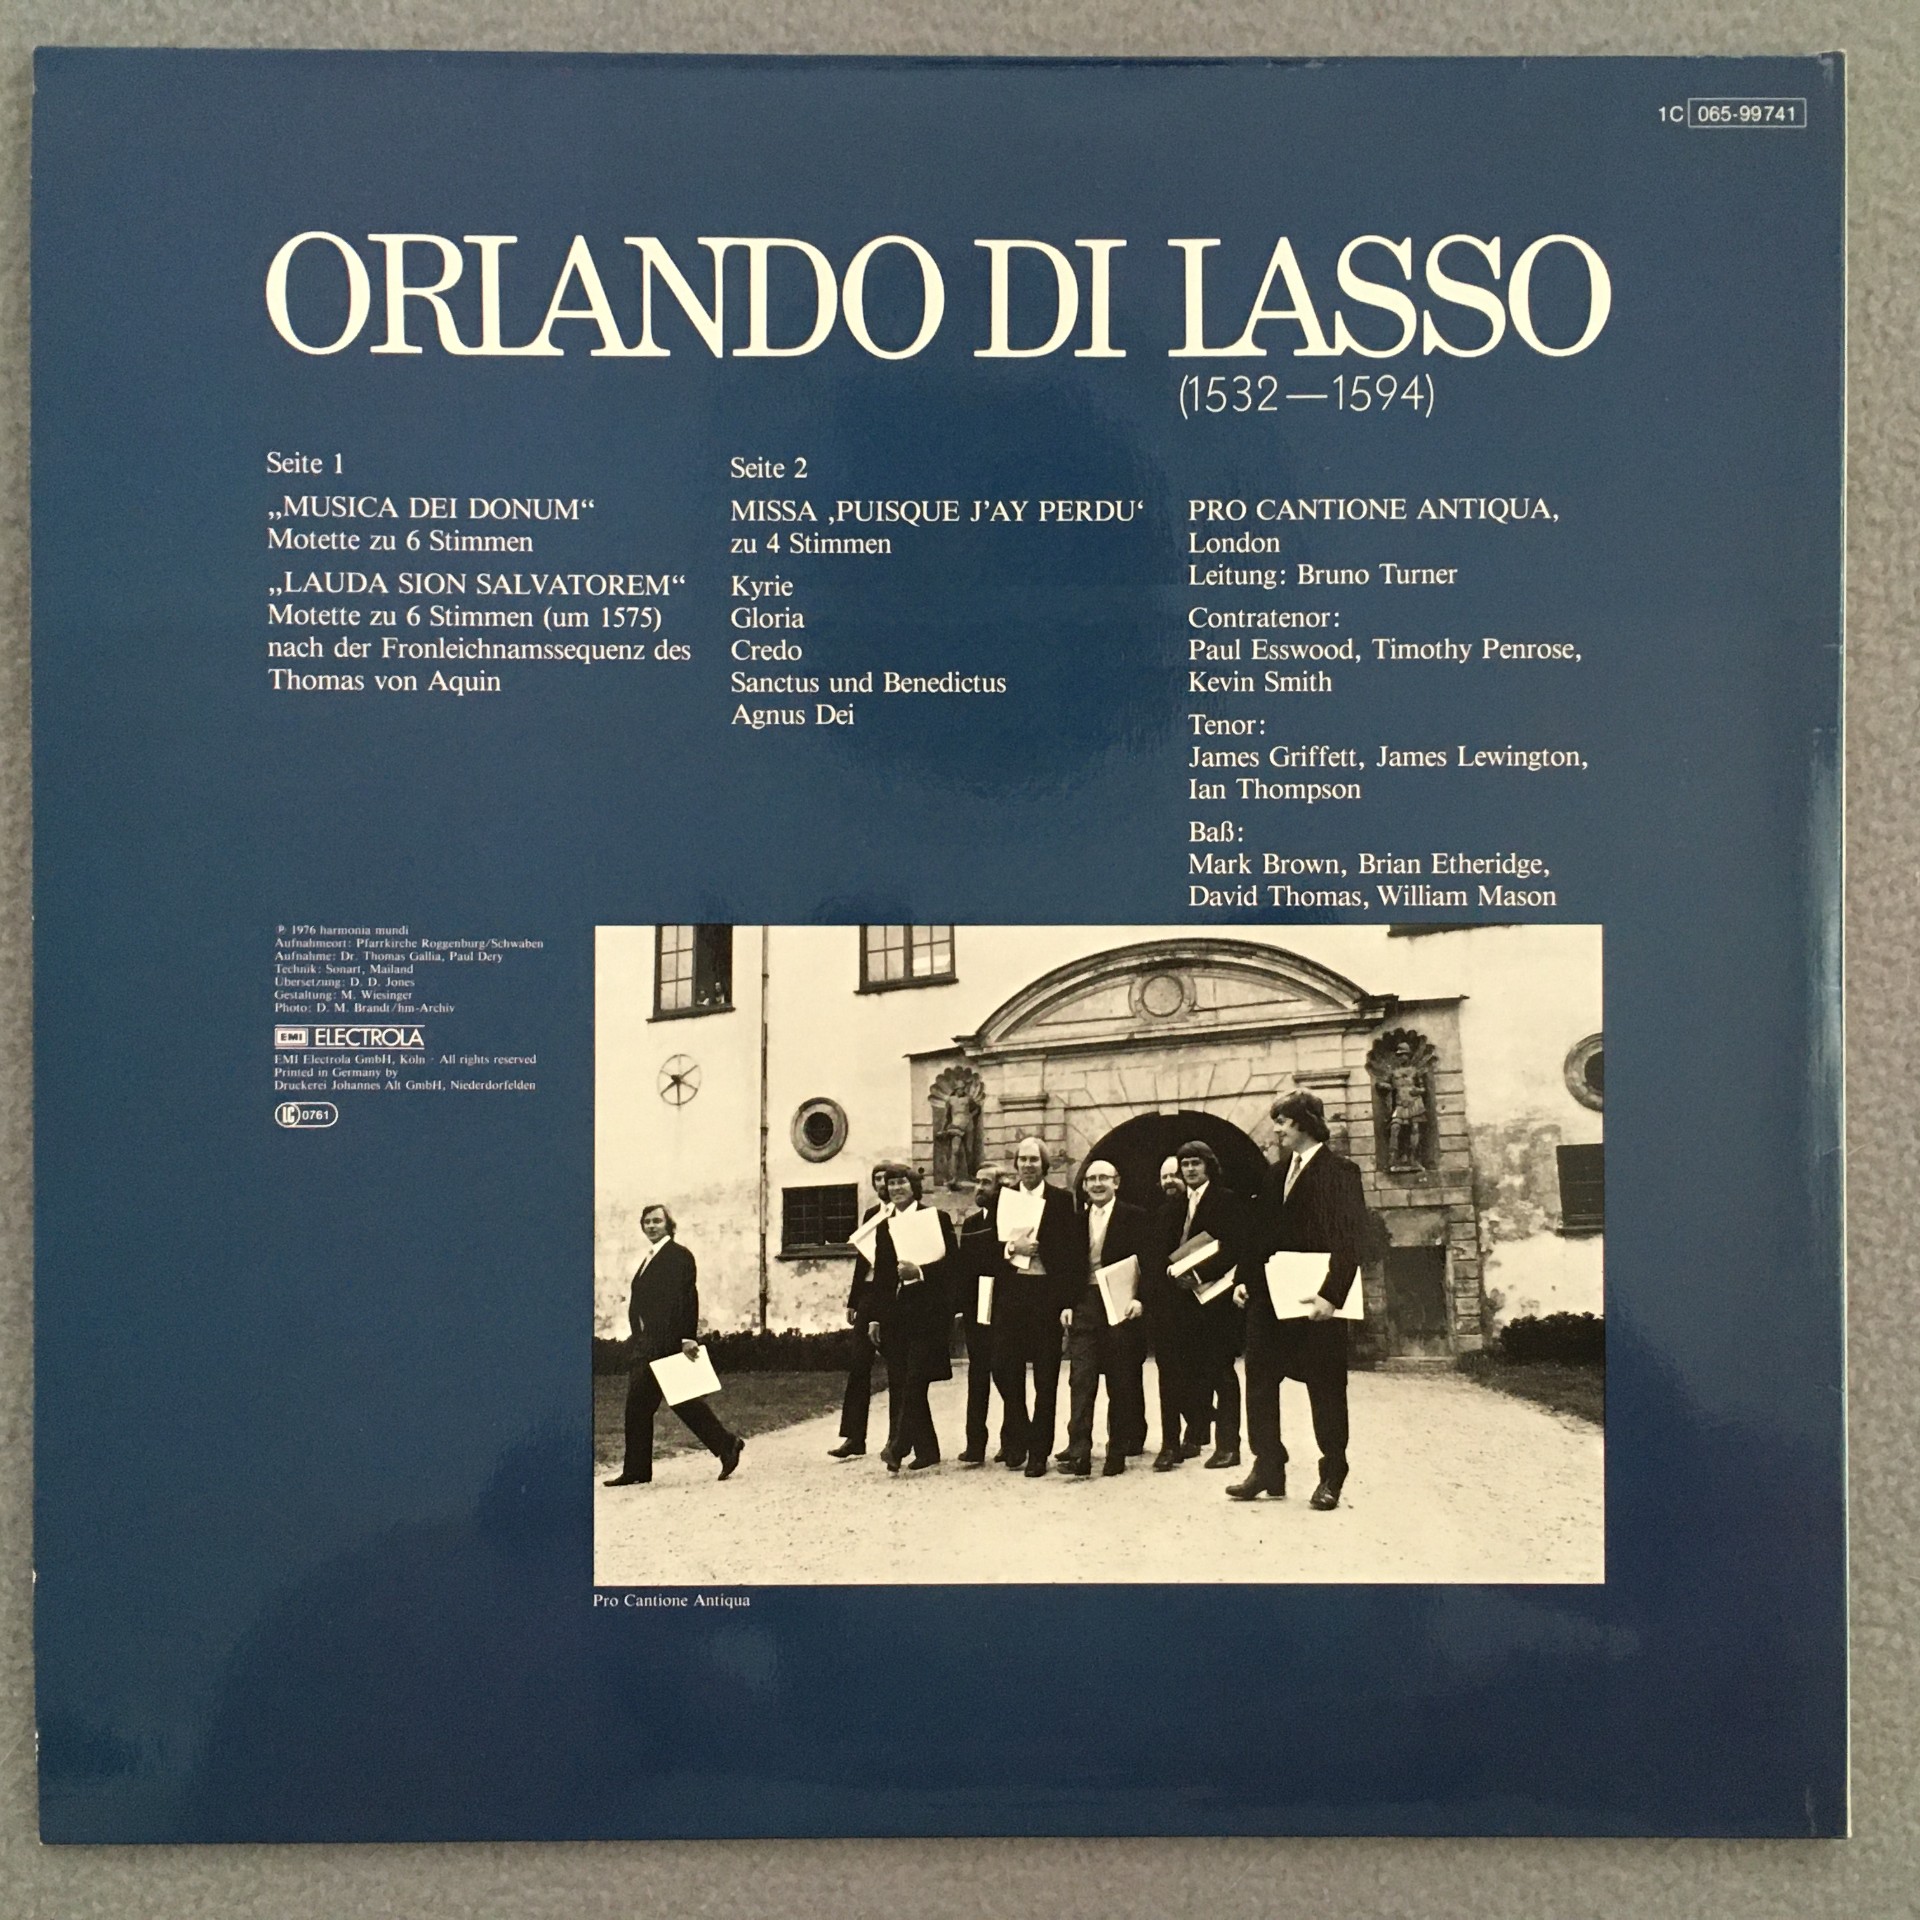 1C 065-99741
ORLANDO DI LASSO
(1532—1594)
Seite 1
„MUSICA DEI DONUM“
Motette zu 6 Stimmen
„LAUDA SION SALVATOREM“
Motette zu 6 Stimmen (um 1575)
nach der Fronleichnamssequenz des
Thomas von Aquin
Seite 2
MISSA ‚PUISQUE J'AY PERDU‘
zu 4 Stimmen
Kyrie
Gloria
Credo
Sanctus und Benedictus
Agnus Dei
PRO CANTIONE ANTIQUA,
London
Leitung: Bruno Turner
Contratenor:
Paul Esswood, Timothy Penrose,
Kevin Smith
Tenor:
James Griffett, James Lewington,
Ian Thompson
Baß:
Mark Brown, Brian Etheridge,
David Thomas, William Mason
℗ 1976 harmonia mundi
Aufnahmeort: Pfarrkirche Roggenburg/Schwaben
Aufnahme: Dr. Thomas Gallia, Paul Dery
Technik: Sonart, Mailand
Übersetzung: D. D. Jones
Gestaltung: M. Wiesinger
Photo: D. M. Brandt/hm-Archiv
EMI ELECTROLA
EMI Electrola GmbH, Köln · All rights reserved
Printed in Germany by
Druckerei Johannes Alt GmbH, Niederdorfelden
LC 0761
Pro Cantione Antiqua